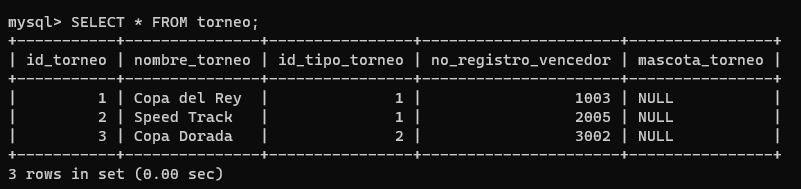 mysql> SELECT * FROM torneo;
+-----------+---------------+----------------+-----------------------+----------------+
| id_torneo | nombre_torneo | id_tipo_torneo | no_registro_vencedor | mascota_torneo |
+-----------+---------------+----------------+-----------------------+----------------+
| 1 | Copa del Rey | 1 | 1003 | NULL |
| 2 | Speed Track | 1 | 2005 | NULL |
| 3 | Copa Dorada | 2 | 3002 | NULL |
+-----------+---------------+----------------+-----------------------+----------------+
3 rows in set (0.00 sec)